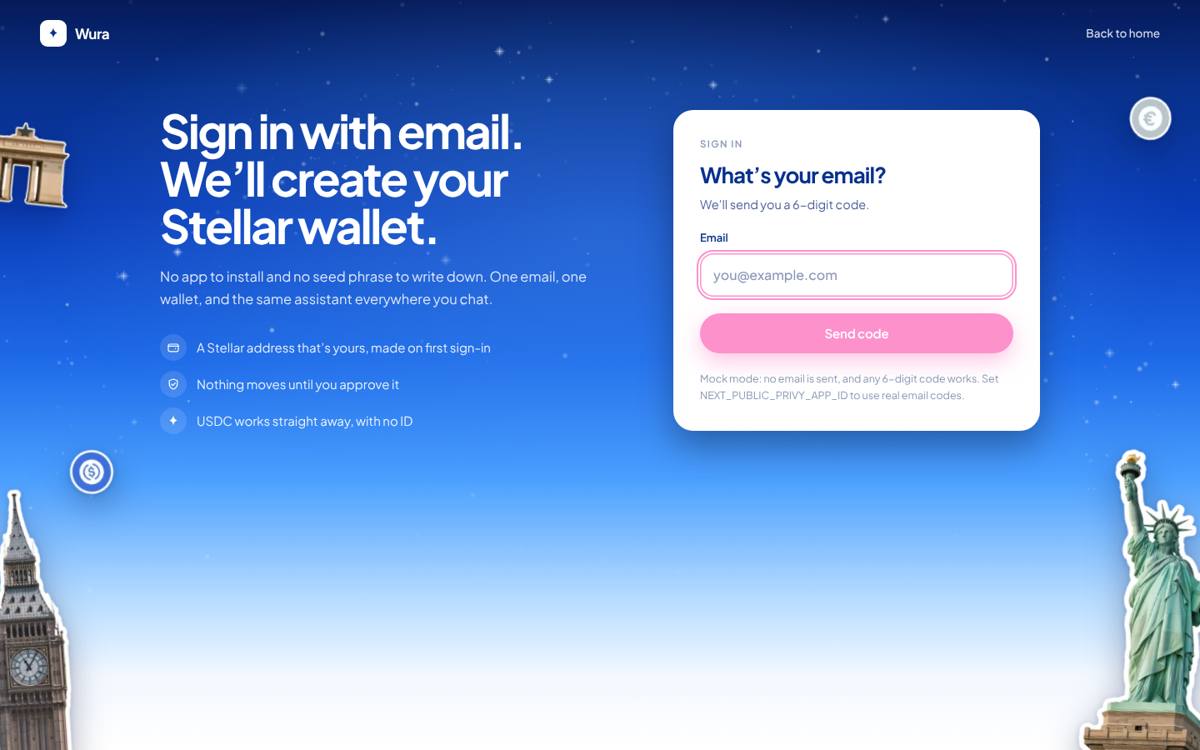 Wura
Back to home
Sign in with email.
We’ll create your
Stellar wallet.
No app to install and no seed phrase to write down. One email, one
wallet, and the same assistant everywhere you chat.
A Stellar address that’s yours, made on first sign-in
Nothing moves until you approve it
USDC works straight away, with no ID
SIGN IN
What’s your email?
We’ll send you a 6-digit code.
Email
you@example.com
Send code
Mock mode: no email is sent, and any 6-digit code works. Set
NEXT_PUBLIC_PRIVY_APP_ID to use real email codes.
€
$